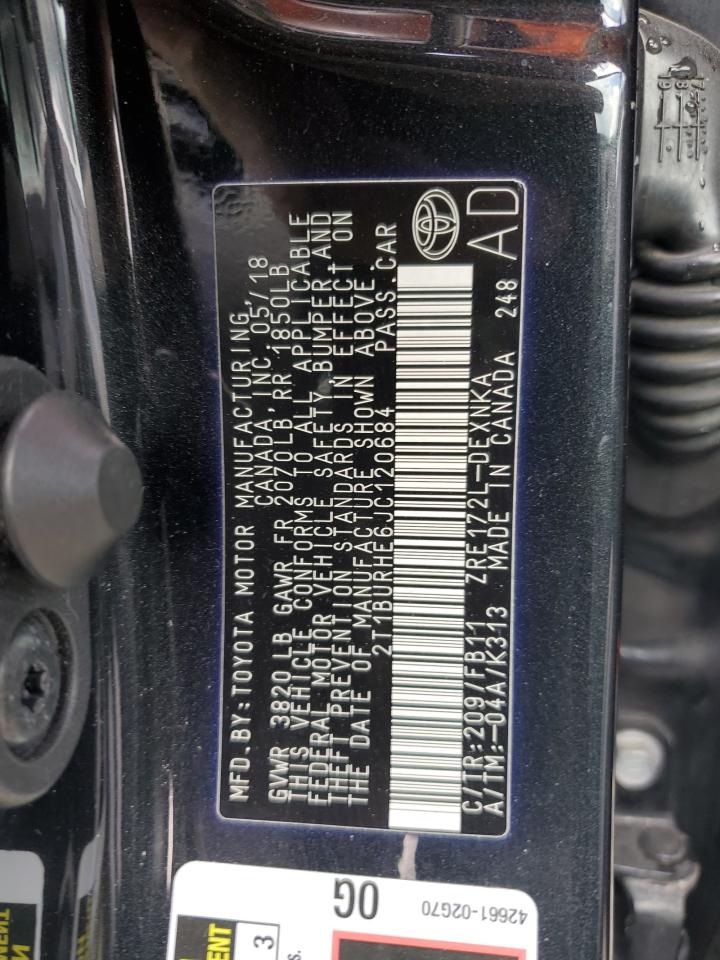 MFD.BY:TOYOTA MOTOR MANUFACTURING,
CANADA,INC. 05/18
GVWR 3820LB GAWR FR 2070LB,RR 1850LB
THIS VEHICLE CONFORMS TO ALL APPLICABLE
FEDERAL MOTOR VEHICLE SAFETY,BUMPER,AND
THEFT PREVENTION STANDARDS IN EFFECT ON
THE DATE OF MANUFACTURE SHOWN ABOVE.
2T1BURHE6JC120684 PASS.CAR
C/TR:209/FB11 ZRE172L-DEXNKA
A/TM:-04A/K313 MADE IN CANADA 248
AD
0G
42661-02G70
3